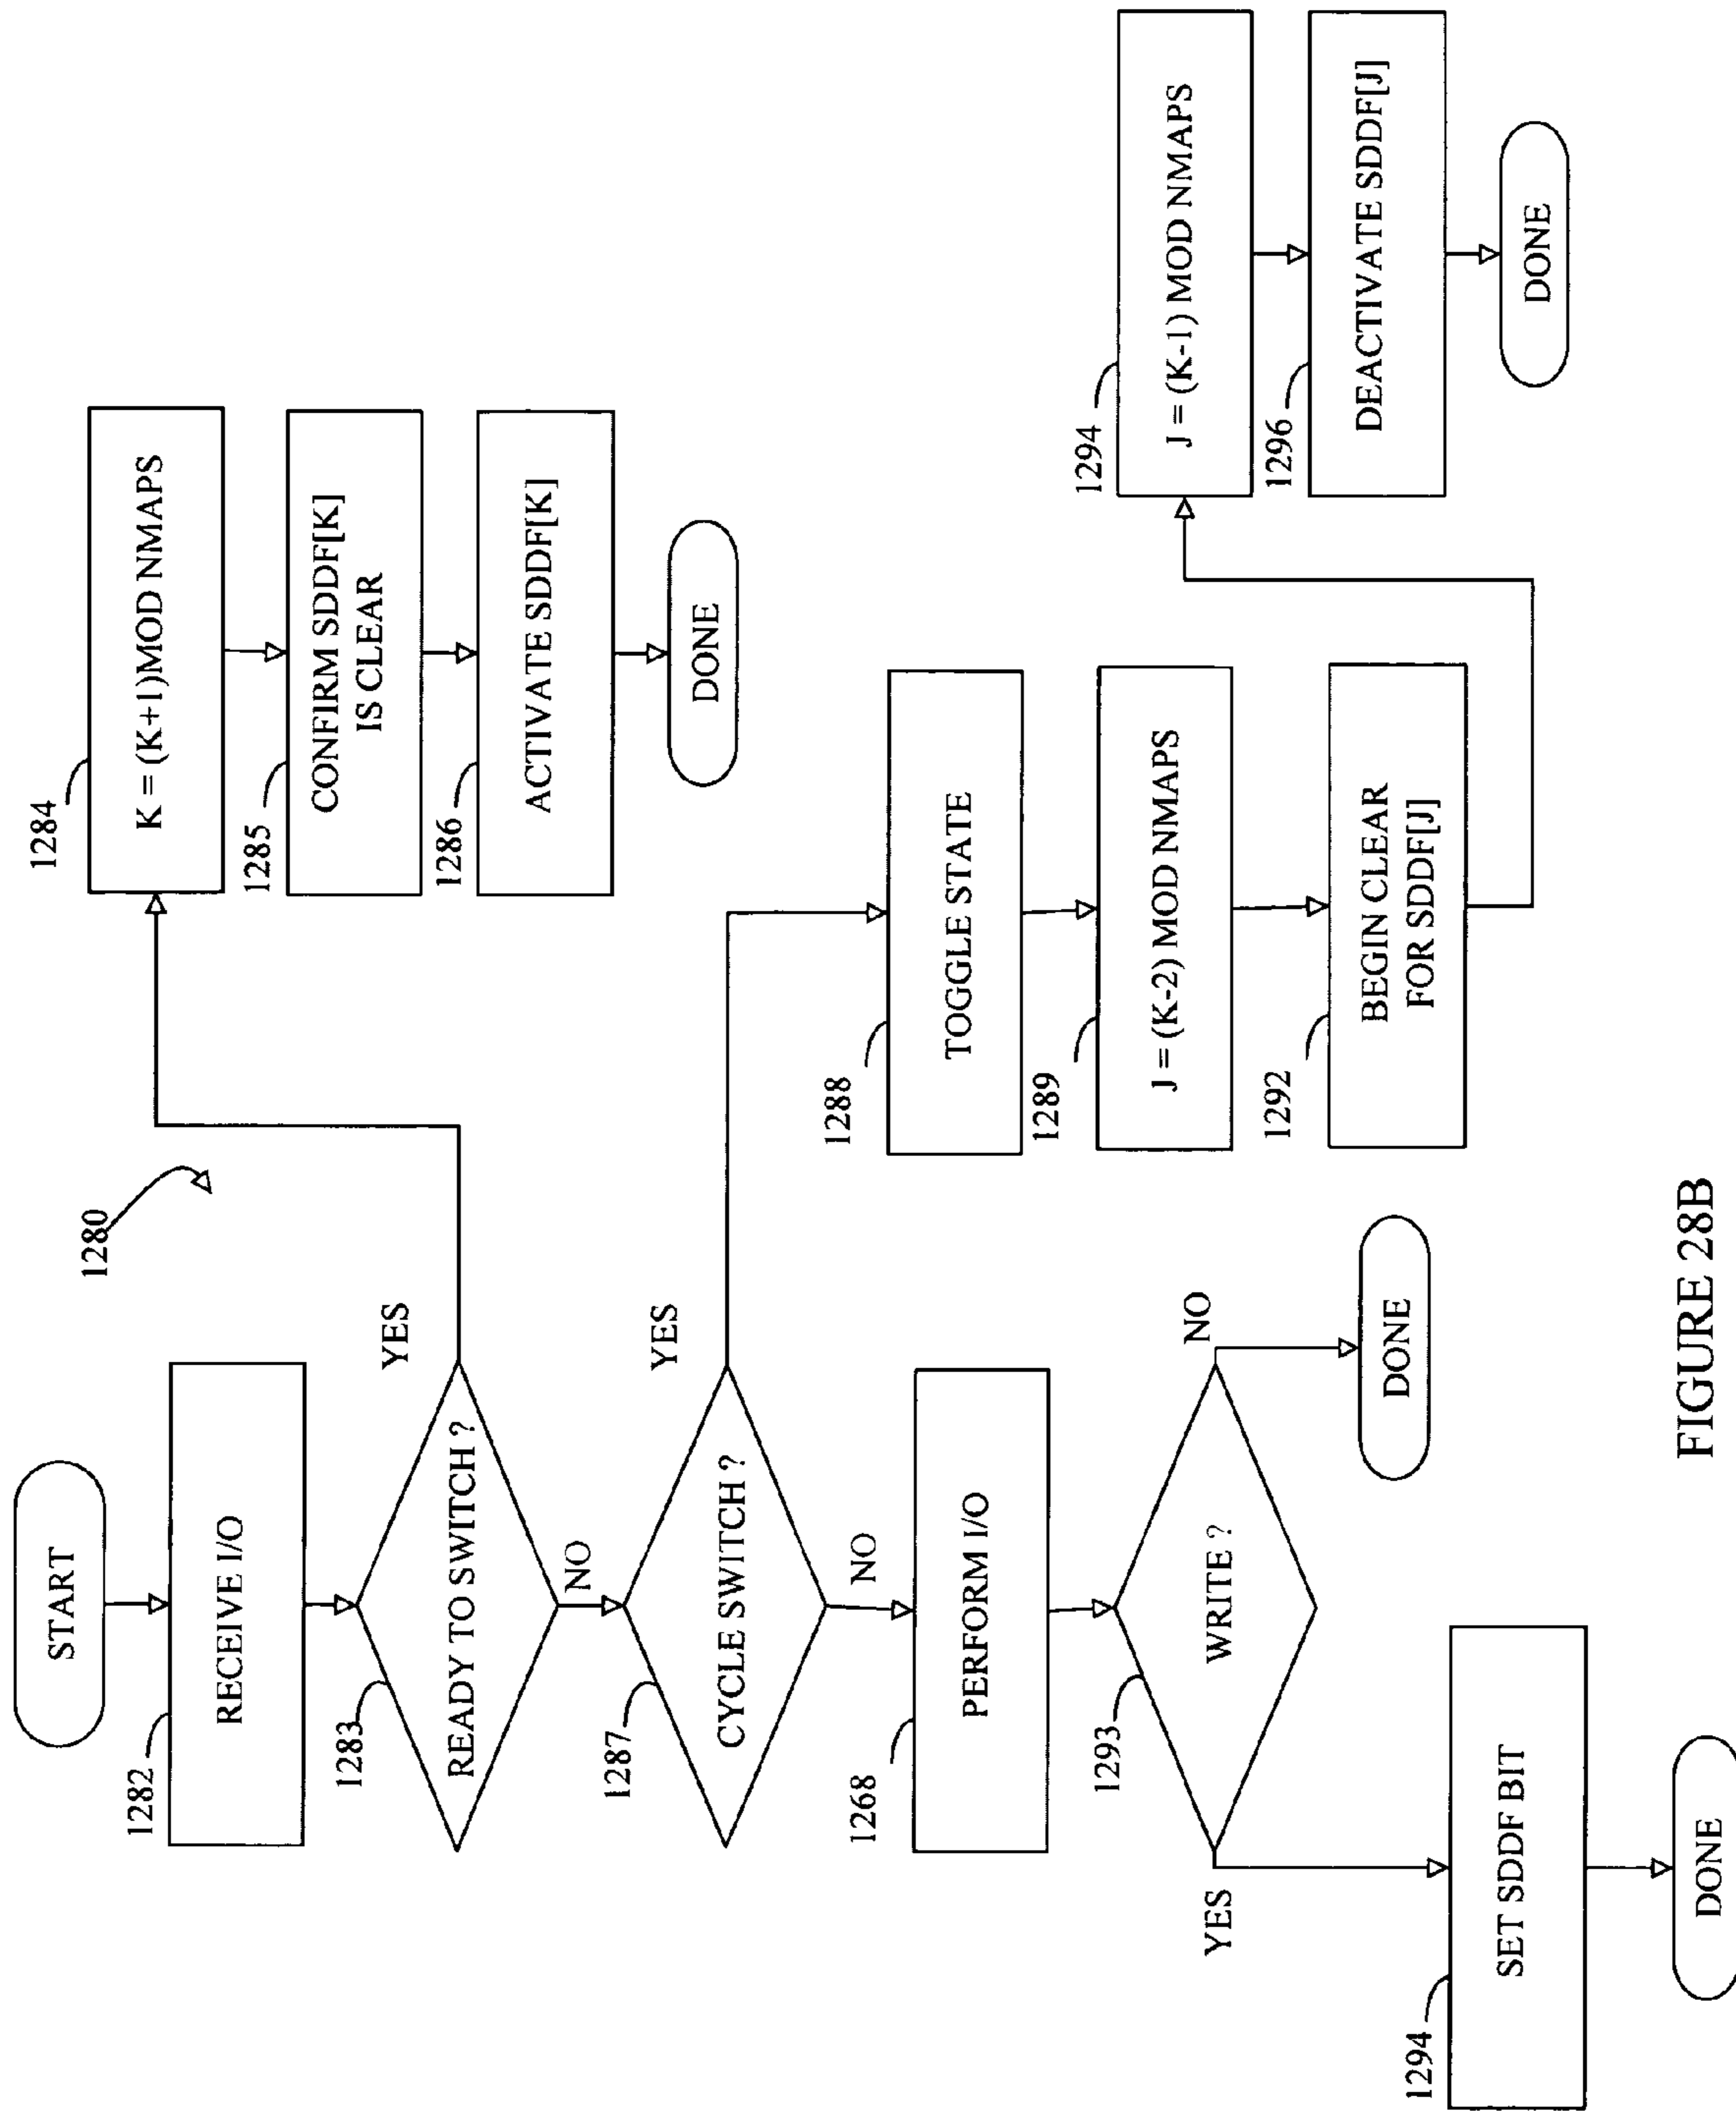 START
1282
RECEIVE I/O
1283
READY TO SWITCH ?
YES
NO
1287
CYCLE SWITCH ?
YES
NO
1268
PERFORM I/O
1293
WRITE ?
NO
DONE
YES
1294
SET SDDF BIT
DONE
1280
1284
K = (K+1)MOD NMAPS
1285
CONFIRM SDDF[K]
IS CLEAR
1286
ACTIVATE SDDF[K]
DONE
1288
TOGGLE STATE
1289
J = (K-2) MOD NMAPS
1292
BEGIN CLEAR
FOR SDDF[J]
1294
J = (K-1) MOD NMAPS
1296
DEACTIVATE SDDF[J]
DONE
FIGURE 28B